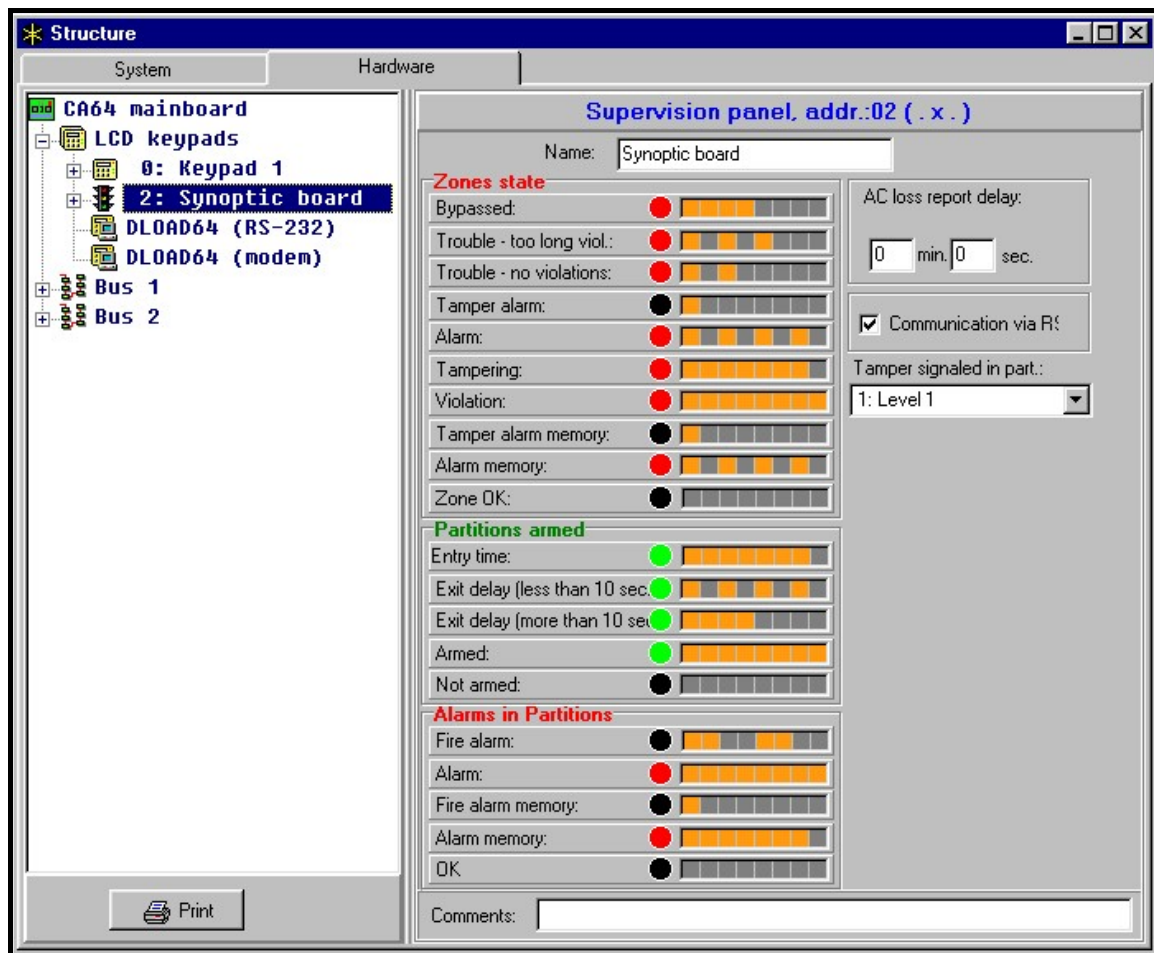 Structure
System
Hardware
CA64 mainboard
LCD keypads
0: Keypad 1
2: Synoptic board
DLOAD64 (RS-232)
DLOAD64 (modem)
Bus 1
Bus 2
Print
Supervision panel, addr.:02 ( . x . )
Name: Synoptic board
Zones state
Bypassed:
Trouble - too long viol.:
Trouble - no violations:
Tamper alarm:
Alarm:
Tampering:
Violation:
Tamper alarm memory:
Alarm memory:
Zone OK:
Partitions armed
Entry time:
Exit delay (less than 10 sec.
Exit delay (more than 10 sec
Armed:
Not armed:
Alarms in Partitions
Fire alarm:
Alarm:
Fire alarm memory:
Alarm memory:
OK
AC loss report delay:
0 min. 0 sec.
Communication via RS
Tamper signaled in part.:
1: Level 1
Comments: